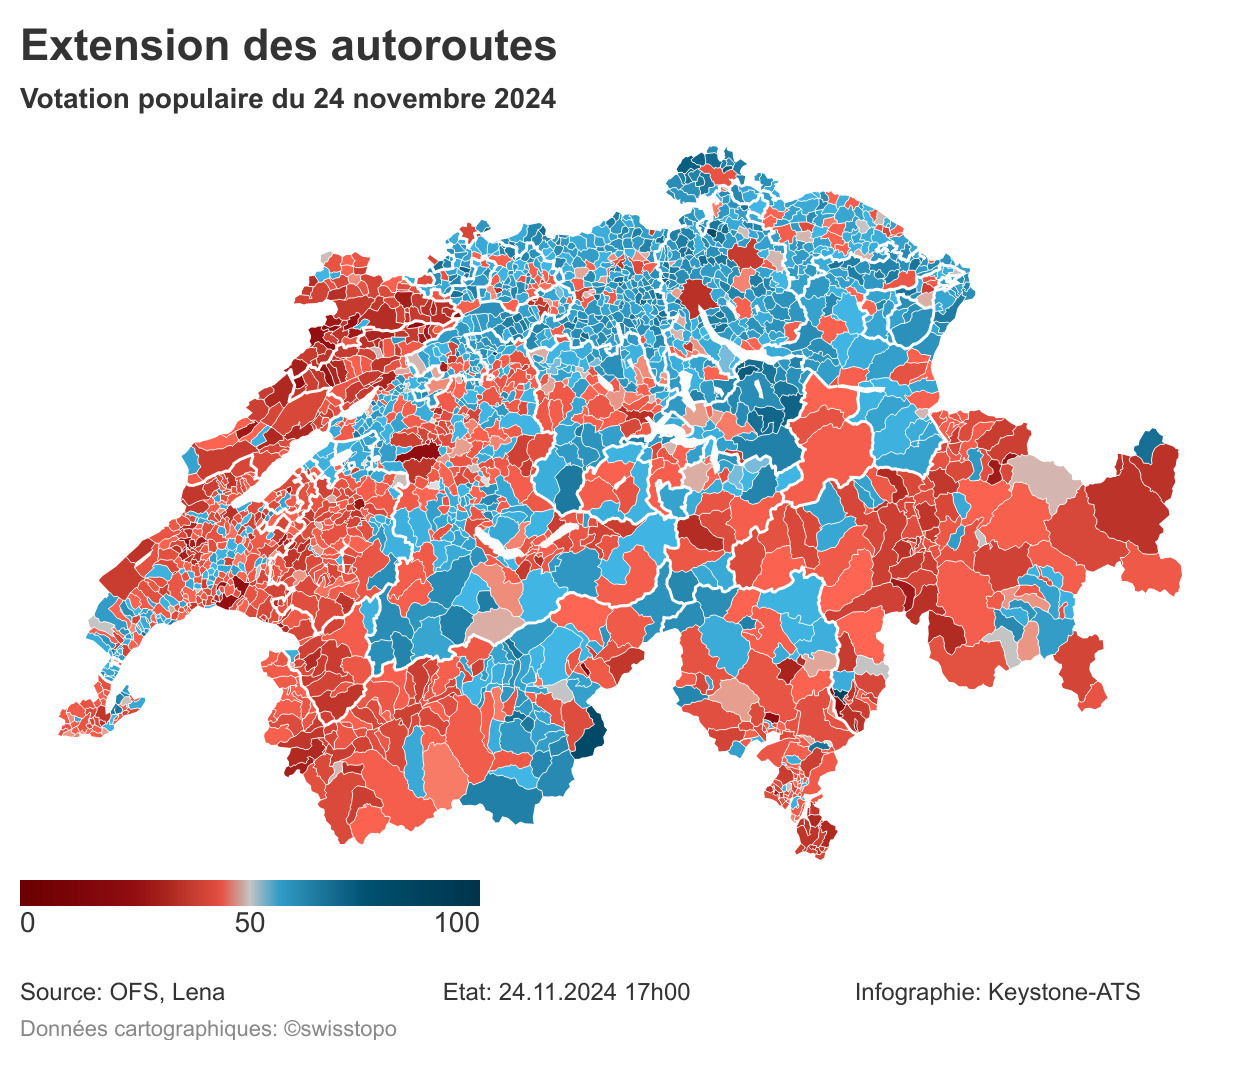 Extension des autoroutes
Votation populaire du 24 novembre 2024
0 50 100
Source: OFS, Lena Etat: 24.11.2024 17h00 Infographie: Keystone-ATS
Données cartographiques: ©swisstopo